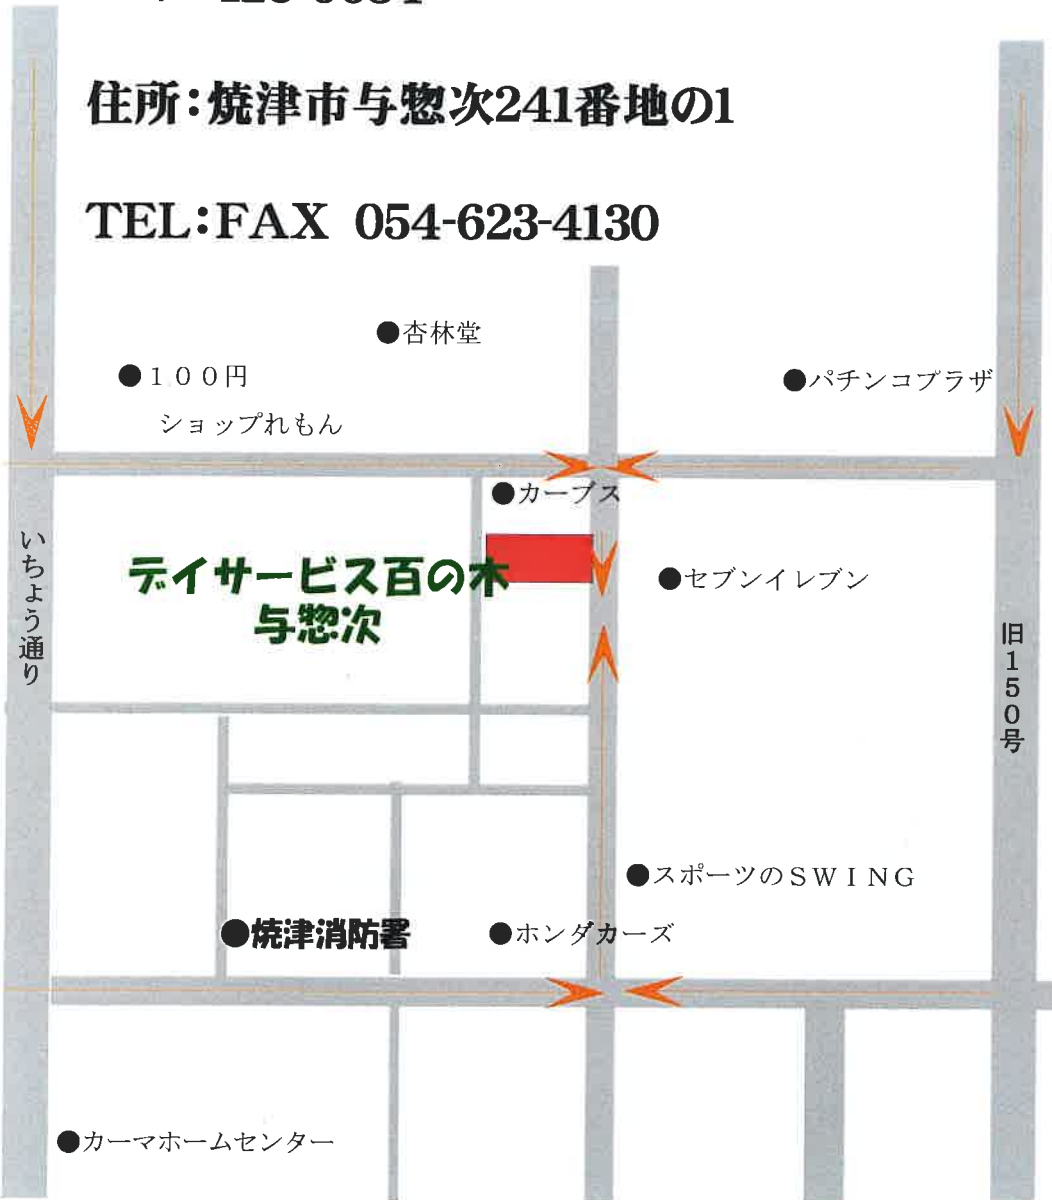 住所：焼津市与惣次241番地の1
TEL：FAX 054-623-4130
●杏林堂
●１００円
ショップれもん
●パチンコプラザ
●カーブス
デイサービス百の木
与惣次
●セブンイレブン
いちょう通り
旧150号
●スポーツのＳＷＩＮＧ
●焼津消防署
●ホンダカーズ
●カーマホームセンター